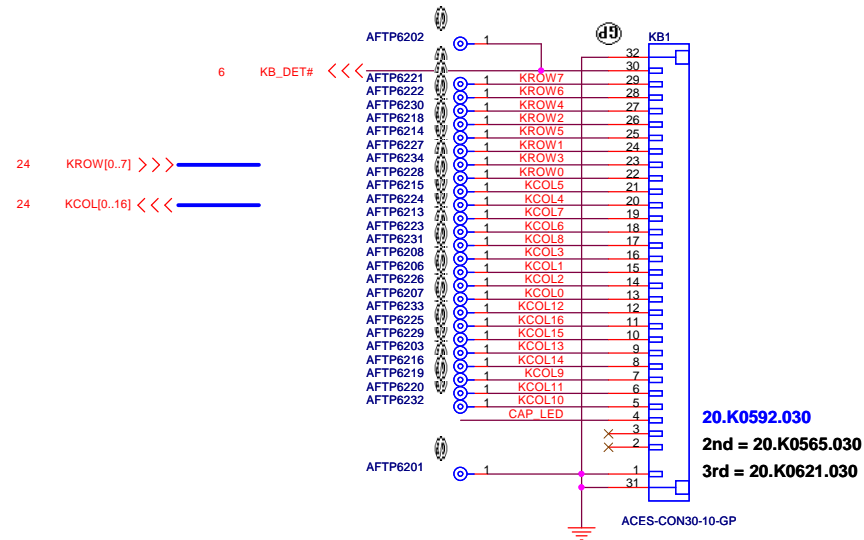 AFTP6202 1 GP KB1
32
6 KB_DET# 30
AFTP6221 1 KROW7 29
AFTP6222 1 KROW6 28
AFTP6230 1 KROW4 27
AFTP6218 1 KROW2 26
AFTP6214 1 KROW5 25
AFTP6227 1 KROW1 24
24 KROW[0..7] AFTP6234 1 KROW3 23
AFTP6228 1 KROW0 22
AFTP6215 1 KCOL5 21
24 KCOL[0..16] AFTP6224 1 KCOL4 20
AFTP6213 1 KCOL7 19
AFTP6223 1 KCOL6 18
AFTP6231 1 KCOL8 17
AFTP6208 1 KCOL3 16
AFTP6206 1 KCOL1 15
AFTP6226 1 KCOL2 14
AFTP6207 1 KCOL0 13
AFTP6233 1 KCOL12 12
AFTP6225 1 KCOL16 11
AFTP6229 1 KCOL15 10
AFTP6203 1 KCOL13 9
AFTP6216 1 KCOL14 8
AFTP6219 1 KCOL9 7
AFTP6220 1 KCOL11 6
AFTP6232 1 KCOL10 5
CAP_LED 4 20.K0592.030
3
2 2nd = 20.K0565.030
AFTP6201 1 1 3rd = 20.K0621.030
31
ACES-CON30-10-GP